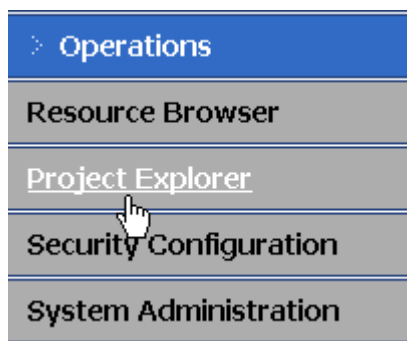 Operations
Resource Browser
Project Explorer
Security Configuration
System Administration